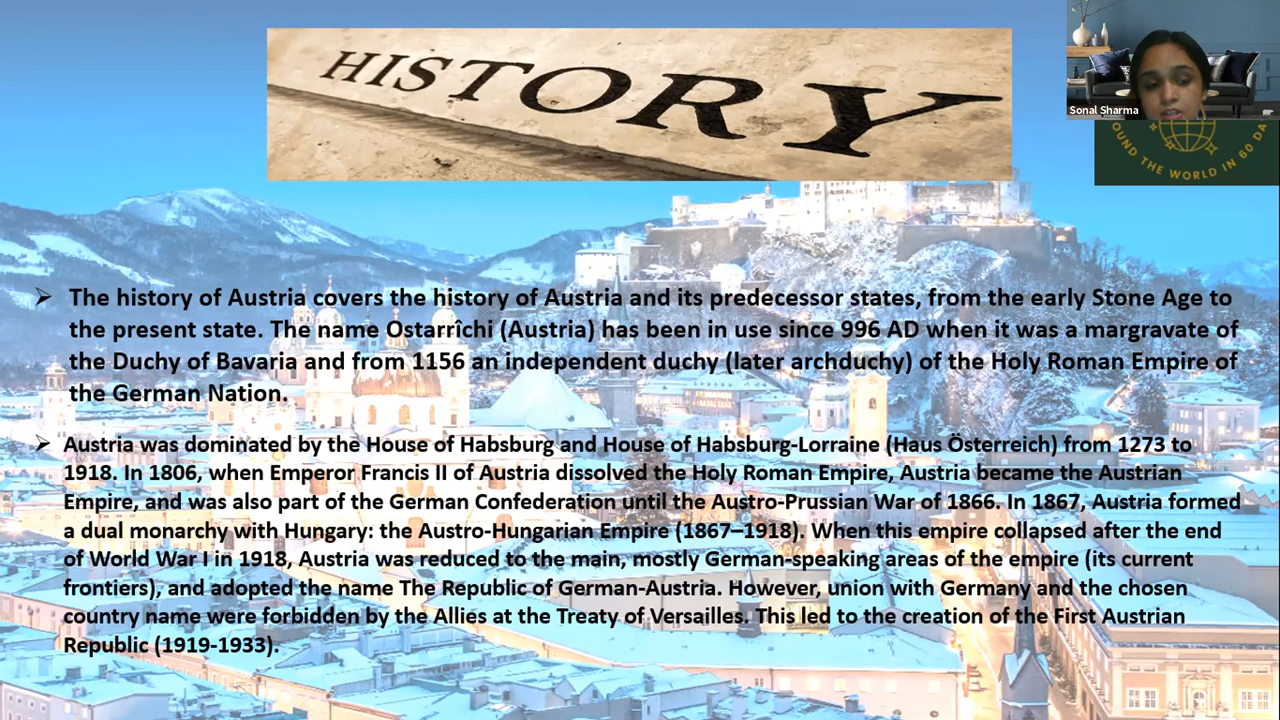 HISTORY
Sonal Sharma
OUND THE WORLD IN 60 DA
➢ The history of Austria covers the history of Austria and its predecessor states, from the early Stone Age to
the present state. The name Ostarrîchi (Austria) has been in use since 996 AD when it was a margravate of
the Duchy of Bavaria and from 1156 an independent duchy (later archduchy) of the Holy Roman Empire of
the German Nation.
➢ Austria was dominated by the House of Habsburg and House of Habsburg-Lorraine (Haus Österreich) from 1273 to
1918. In 1806, when Emperor Francis II of Austria dissolved the Holy Roman Empire, Austria became the Austrian
Empire, and was also part of the German Confederation until the Austro-Prussian War of 1866. In 1867, Austria formed
a dual monarchy with Hungary: the Austro-Hungarian Empire (1867–1918). When this empire collapsed after the end
of World War I in 1918, Austria was reduced to the main, mostly German-speaking areas of the empire (its current
frontiers), and adopted the name The Republic of German-Austria. However, union with Germany and the chosen
country name were forbidden by the Allies at the Treaty of Versailles. This led to the creation of the First Austrian
Republic (1919-1933).